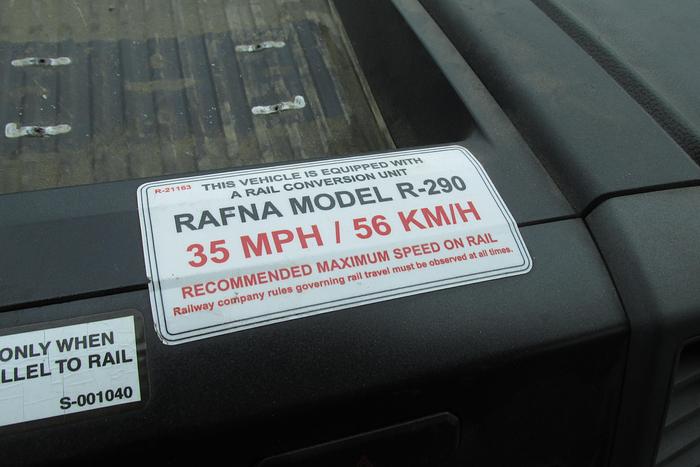 R-21163
THIS VEHICLE IS EQUIPPED WITH
A RAIL CONVERSION UNIT
RAFNA MODEL R-290
35 MPH / 56 KM/H
RECOMMENDED MAXIMUM SPEED ON RAIL
Railway company rules governing rail travel must be observed at all times.
ONLY WHEN
LLEL TO RAIL
S-001040